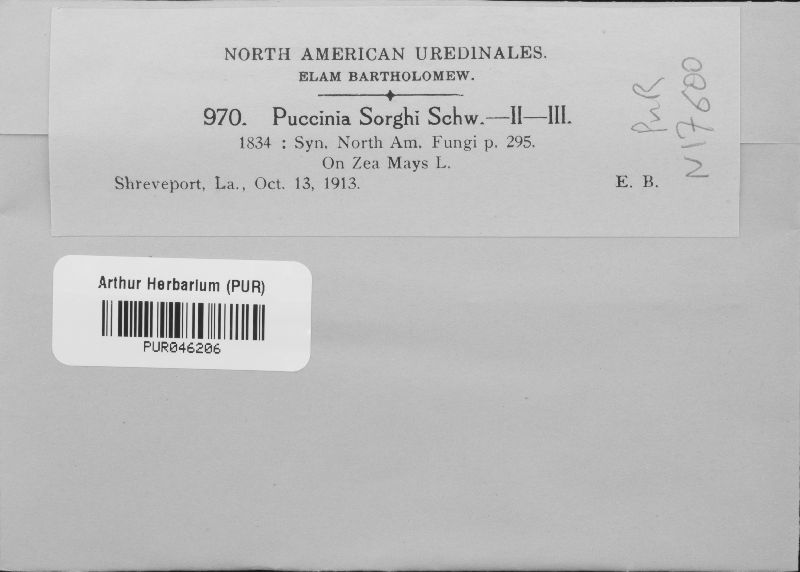 NORTH AMERICAN UREDINALES.
ELAM BARTHOLOMEW.
970. Puccinia Sorghi Schw.—II—III.
1834 : Syn. North Am. Fungi p. 295.
On Zea Mays L.
Shreveport, La., Oct. 13, 1913. E. B.
PUR
N17600
Arthur Herbarium (PUR)
PUR046206